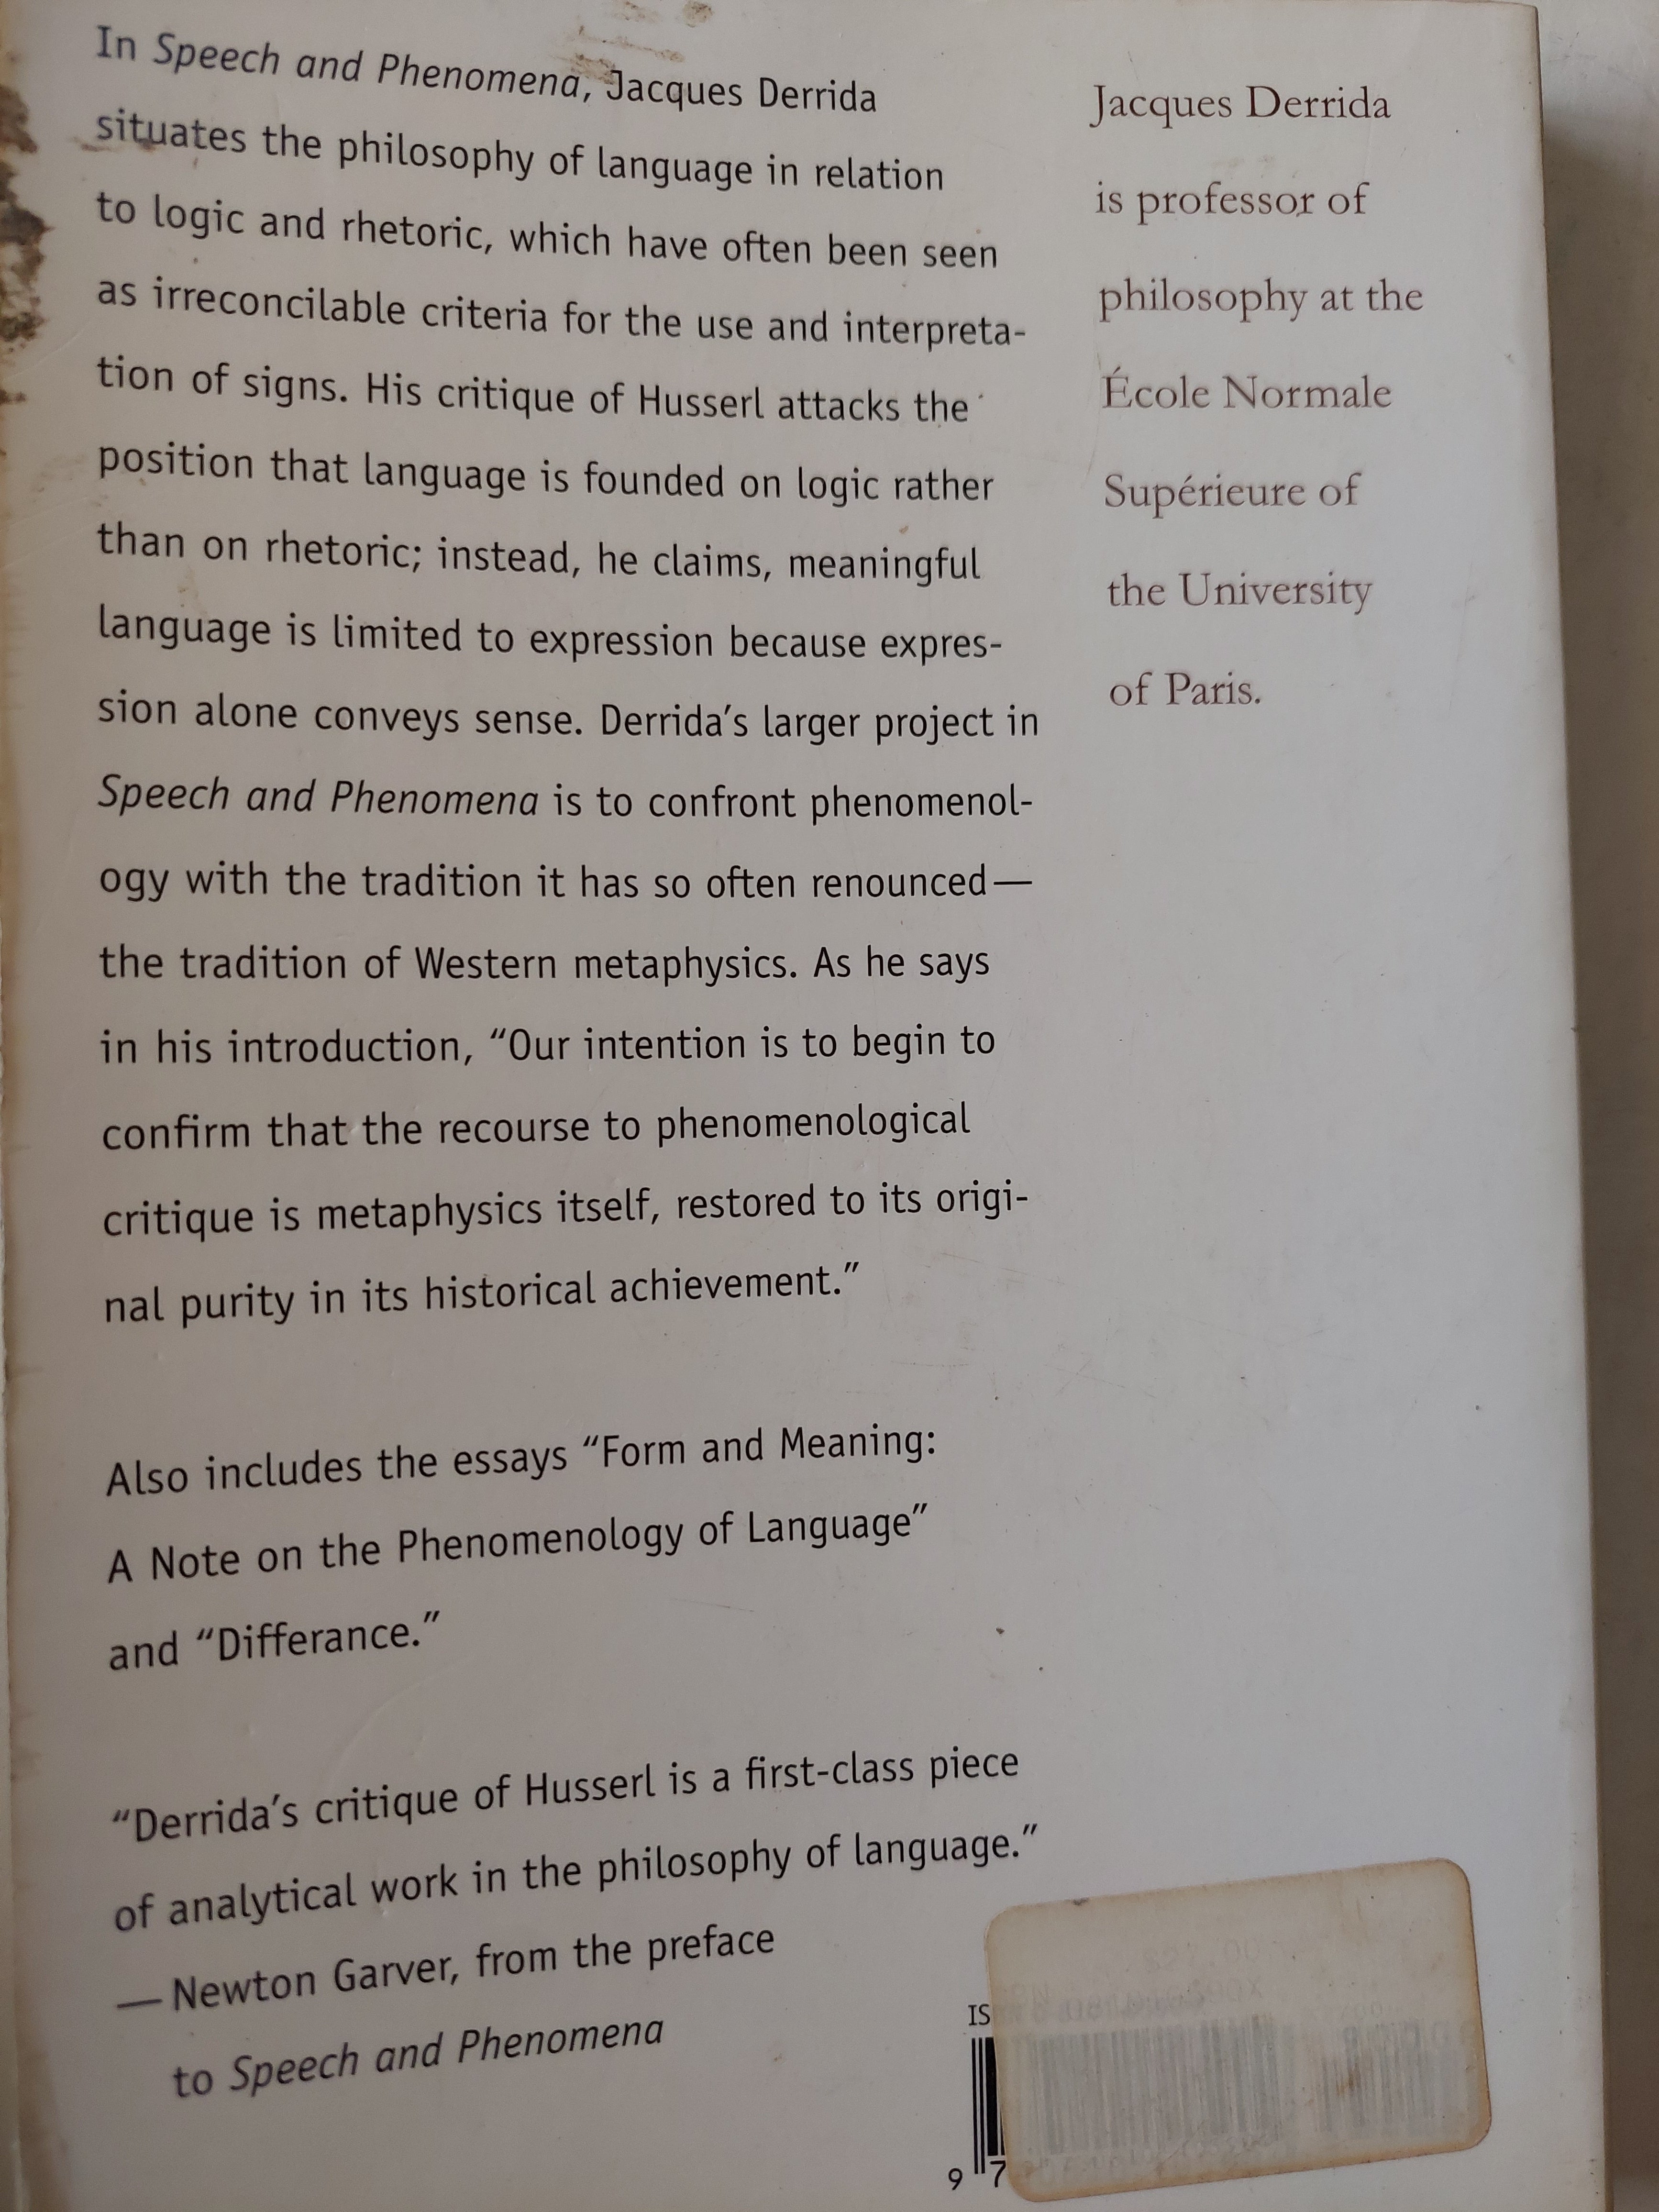 In Speech and Phenomena, Jacques Derrida
situates the philosophy of language in relation
to logic and rhetoric, which have often been seen
as irreconcilable criteria for the use and interpreta-
tion of signs. His critique of Husserl attacks the
position that language is founded on logic rather
than on rhetoric; instead, he claims, meaningful
language is limited to expression because expres-
sion alone conveys sense. Derrida's larger project in
Speech and Phenomena is to confront phenomenol-
ogy with the tradition it has so often renounced—
the tradition of Western metaphysics. As he says
in his introduction, “Our intention is to begin to
confirm that the recourse to phenomenological
critique is metaphysics itself, restored to its origi-
nal purity in its historical achievement.”
Also includes the essays “Form and Meaning:
A Note on the Phenomenology of Language”
and “Differance.”
“Derrida's critique of Husserl is a first-class piece
of analytical work in the philosophy of language.”
—Newton Garver, from the preface
to Speech and Phenomena
Jacques Derrida
is professor of
philosophy at the
École Normale
Supérieure of
the University
of Paris.
IS
9 7